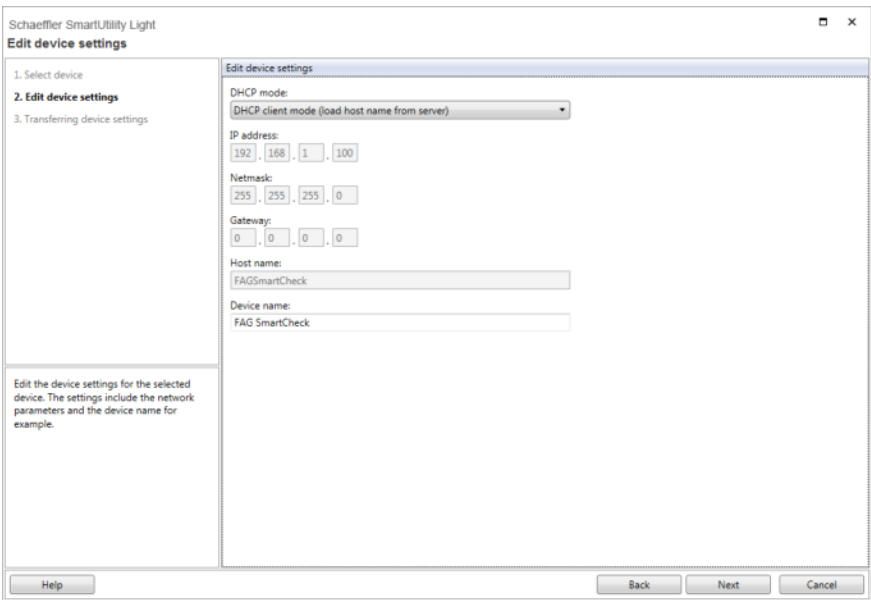 Schaeffler SmartUtility Light
Edit device settings
1. Select device
2. Edit device settings
3. Transferring device settings
Edit the device settings for the selected
device. The settings include the network
parameters and the device name for
example.
Edit device settings
DHCP mode:
DHCP client mode (load host name from server)
IP address:
192 . 168 . 1 . 100
Netmask:
255 . 255 . 255 . 0
Gateway:
0 . 0 . 0 . 0
Host name:
FAGSmartCheck
Device name:
FAG SmartCheck
Help
Back
Next
Cancel